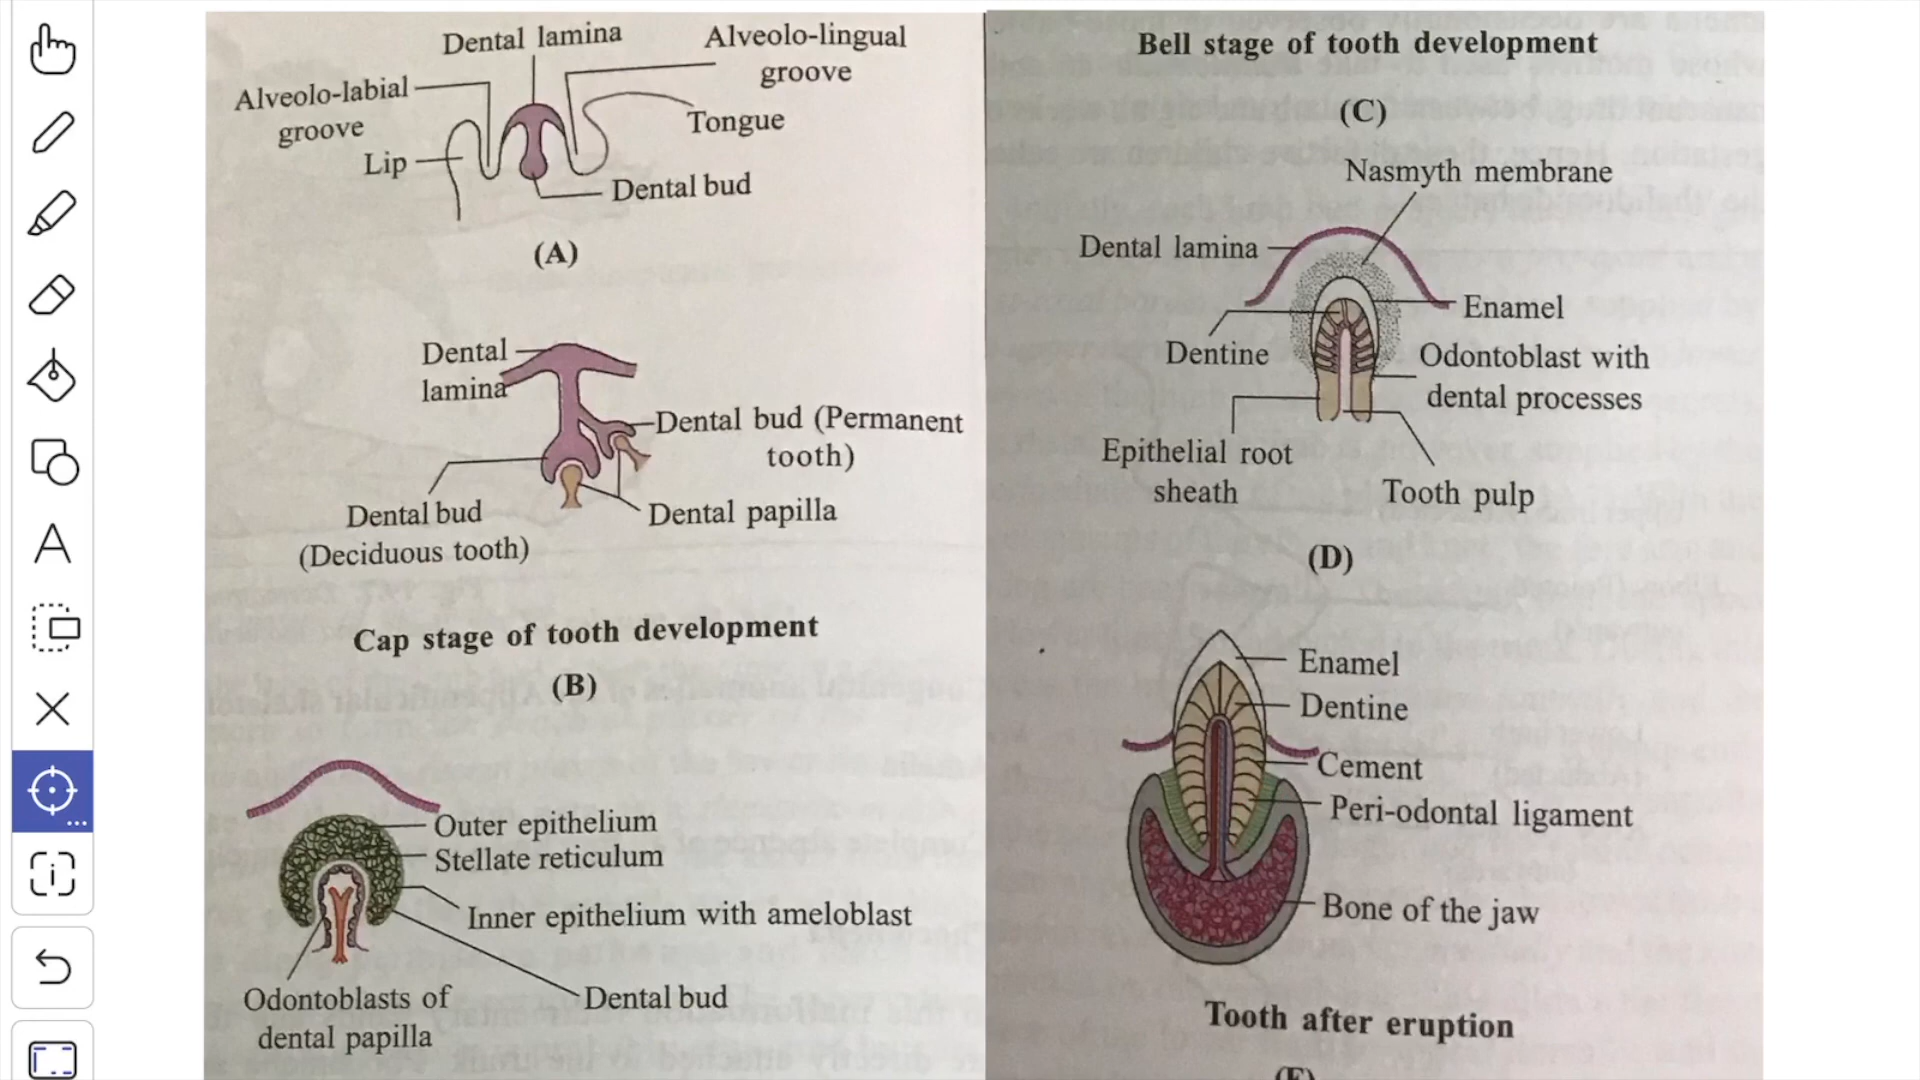 Dental lamina
Alveolo-lingual
groove
Alveolo-labial
groove
Tongue
Lip
Dental bud
(A)
Dental
lamina
Dental bud (Permanent
tooth)
Dental bud
(Deciduous tooth)
Dental papilla
Cap stage of tooth development
(B)
Outer epithelium
Stellate reticulum
Inner epithelium with ameloblast
Odontoblasts of
dental papilla
Dental bud
Bell stage of tooth development
(C)
Nasmyth membrane
Dental lamina
Enamel
Dentine
Odontoblast with
dental processes
Epithelial root
sheath
Tooth pulp
(D)
Enamel
Dentine
Cement
Peri-odontal ligament
Bone of the jaw
Tooth after eruption